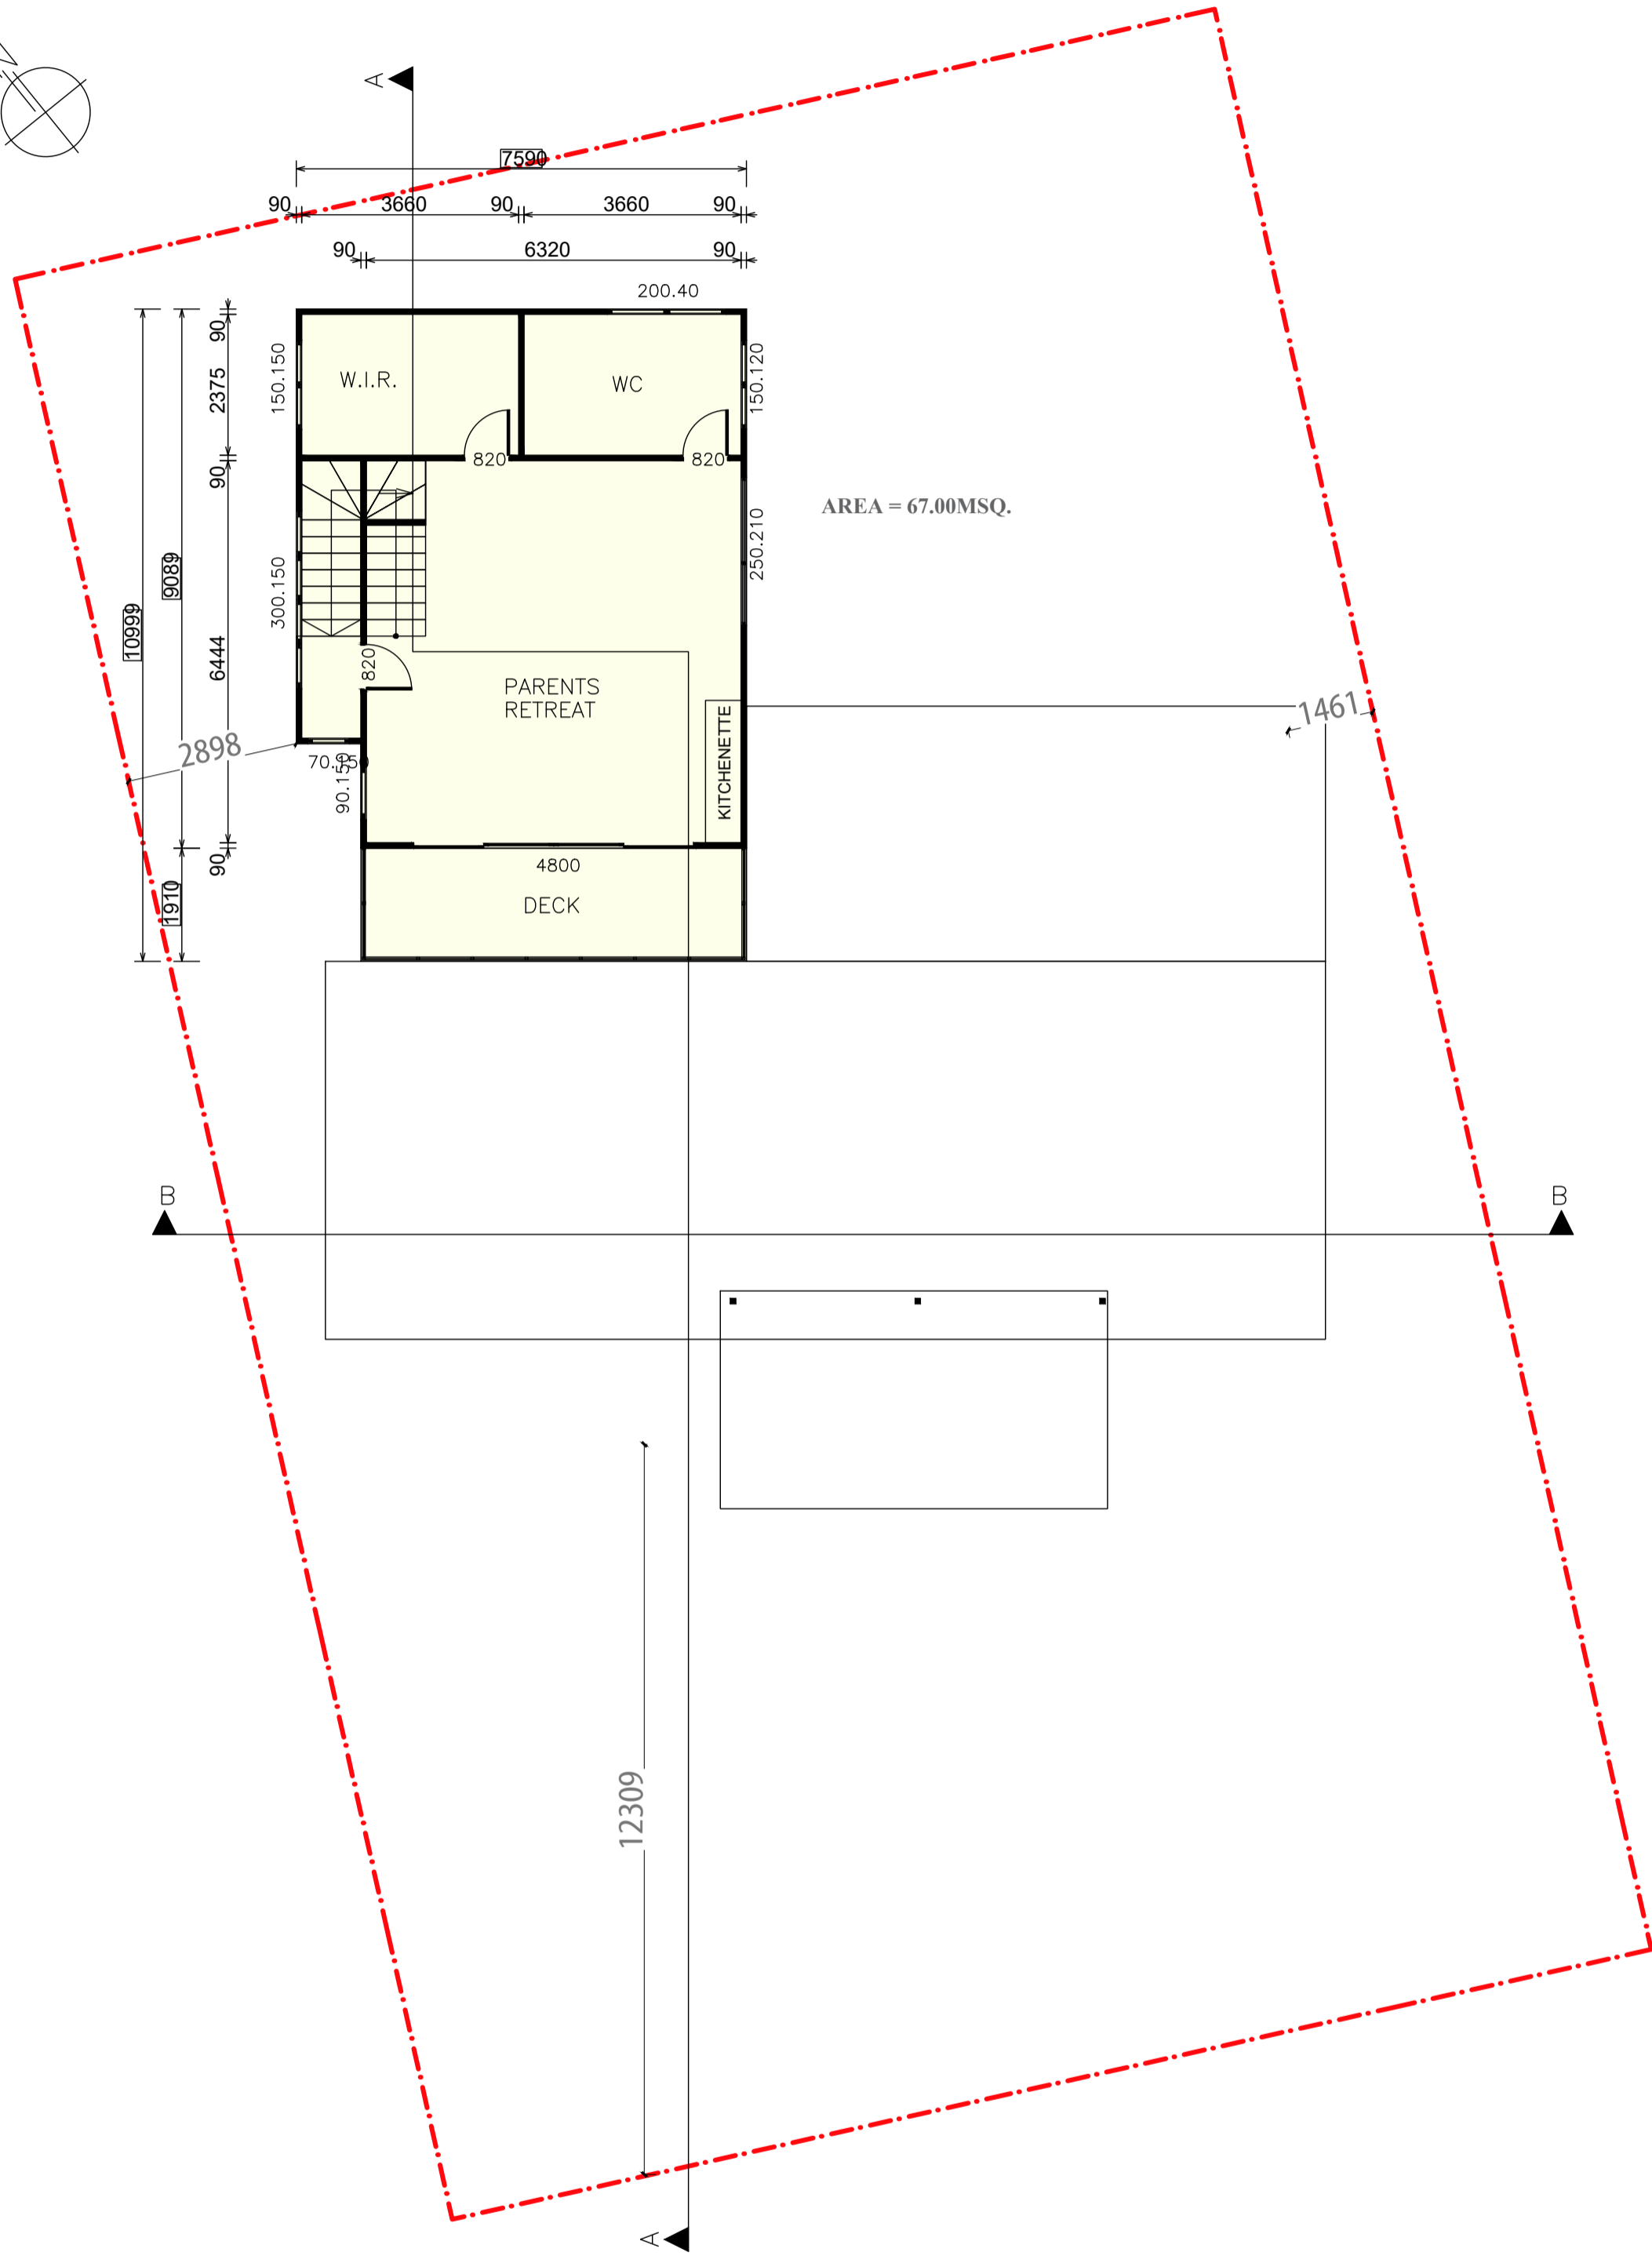 N
A
7590
90 3660 90 3660 90
90 6320 90
200.40
90
150.150
2375
W.I.R.
WC
150.120
820
820
90
AREA = 67.00MSQ.
250.210
9089
10999
300.150
6444
820
PARENTS
RETREAT
KITCHENETTE
1461
2898
70.150
90.150
90
4800
1910
DECK
B
B
12309
A